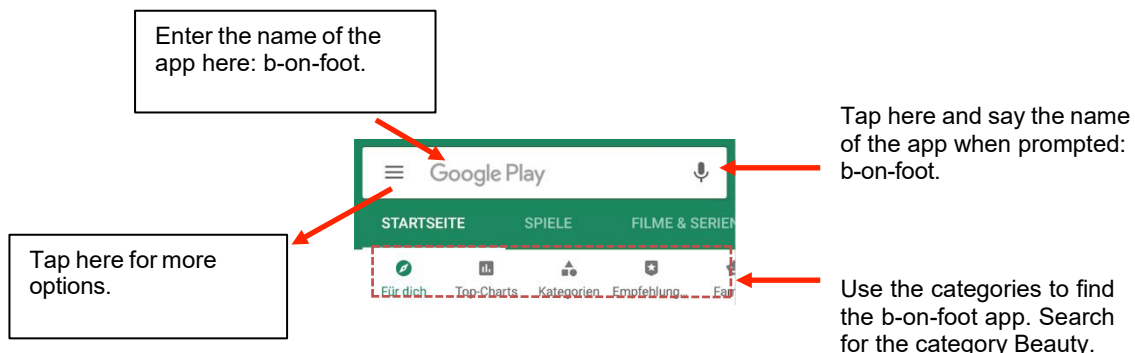 Enter the name of the
app here: b-on-foot.
Tap here and say the name
of the app when prompted:
b-on-foot.
Google Play
STARTSEITE SPIELE FILME & SERIEN
Tap here for more
options.
Für dich Top-Charts Kategorien Empfehlung... Fam
Use the categories to find
the b-on-foot app. Search
for the category Beauty.